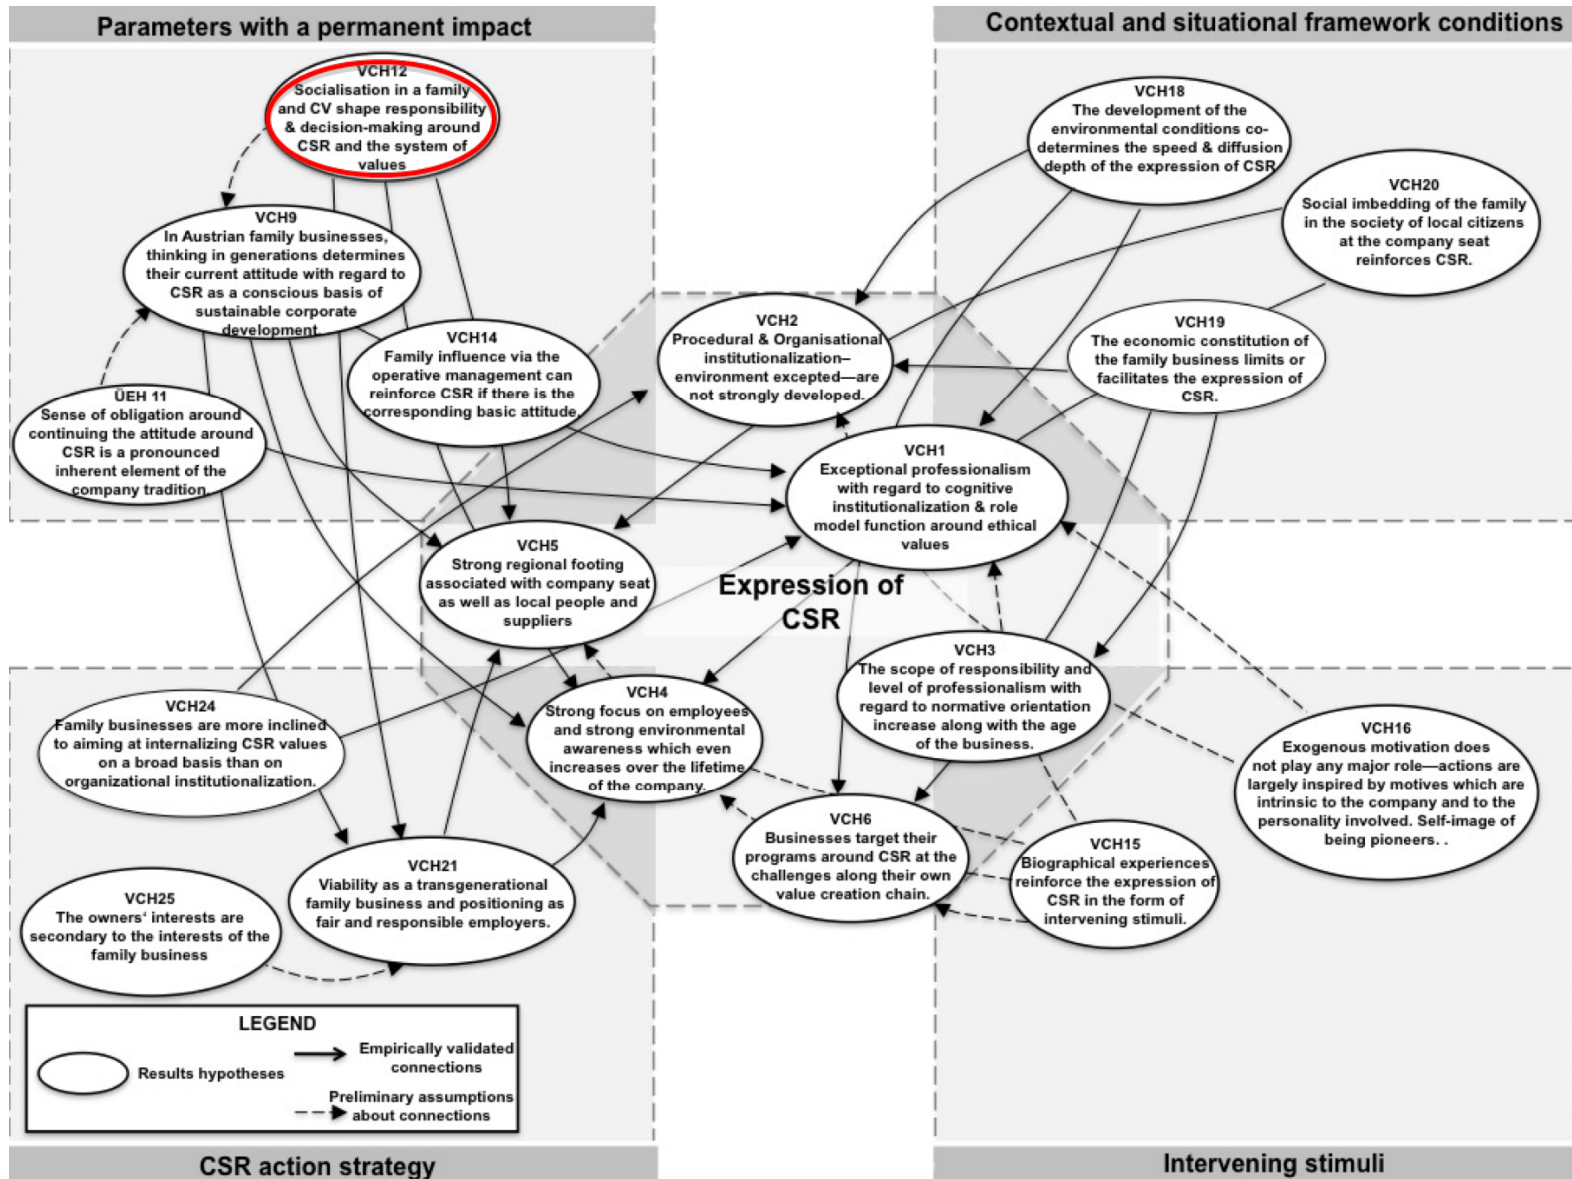 Parameters with a permanent impact
Contextual and situational framework conditions
VCH12
Socialisation in a family
and CV shape responsibility
& decision-making around
CSR and the system of
values
VCH18
The development of the
environmental conditions co-
determines the speed & diffusion
depth of the expression of CSR
VCH20
Social imbedding of the family
in the society of local citizens
at the company seat
reinforces CSR.
VCH9
In Austrian family businesses,
thinking in generations determines
their current attitude with regard to
CSR as a conscious basis of
sustainable corporate
development.
VCH14
Family influence via the
operative management can
reinforce CSR if there is the
corresponding basic attitude.
VCH2
Procedural & Organisational
institutionalization–
environment excepted—are
not strongly developed.
VCH19
The economic constitution
of the family business limits or
facilitates the expression of
CSR.
ÜEH 11
Sense of obligation around
continuing the attitude around
CSR is a pronounced
inherent element of the
company tradition.
VCH1
Exceptional professionalism
with regard to cognitive
institutionalization & role
model function around ethical
values
VCH5
Strong regional footing
associated with company seat
as well as local people and
suppliers
Expression of
CSR
VCH3
The scope of responsibility and
level of professionalism with
regard to normative orientation
increase along with the age
of the business.
VCH24
Family businesses are more inclined
to aiming at internalizing CSR values
on a broad basis than on
organizational institutionalization.
VCH4
Strong focus on employees
and strong environmental
awareness which even
increases over the lifetime
of the company.
VCH16
Exogenous motivation does
not play any major role—actions are
largely inspired by motives which are
intrinsic to the company and to the
personality involved. Self-image of
being pioneers. .
VCH6
Businesses target their
programs around CSR at the
challenges along their own
value creation chain.
VCH15
Biographical experiences
reinforce the expression of
CSR in the form of
intervening stimuli.
VCH21
Viability as a transgenerational
family business and positioning as
fair and responsible employers.
VCH25
The owners' interests are
secondary to the interests of the
family business
LEGEND
Results hypotheses
Empirically validated
connections
Preliminary assumptions
about connections
CSR action strategy
Intervening stimuli